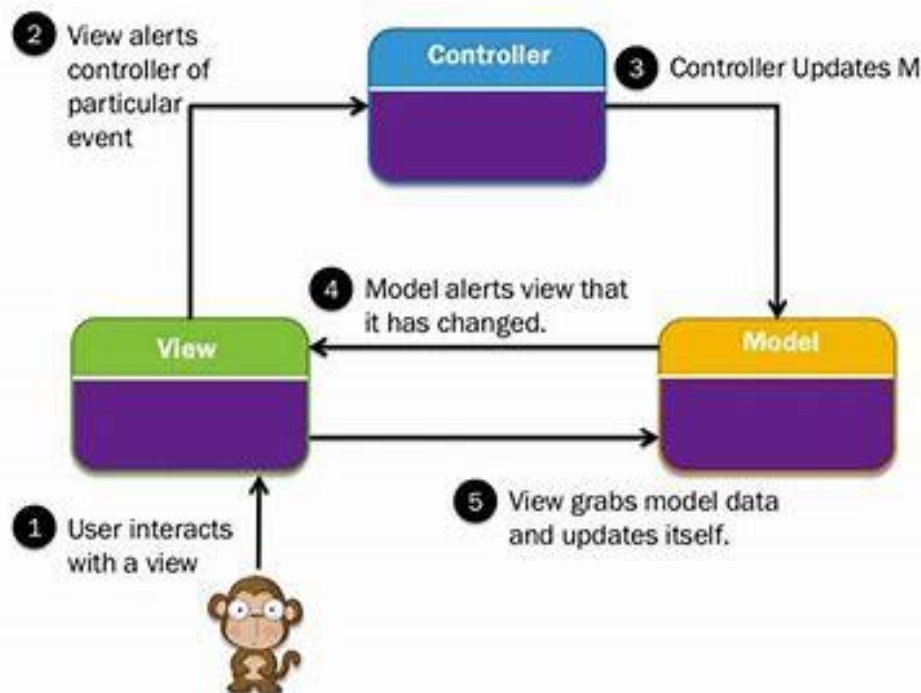 2 View alerts
controller of
particular
event
Controller
3 Controller Updates M
4 Model alerts view that
it has changed.
View
Model
5 View grabs model data
and updates itself.
1 User interacts
with a view